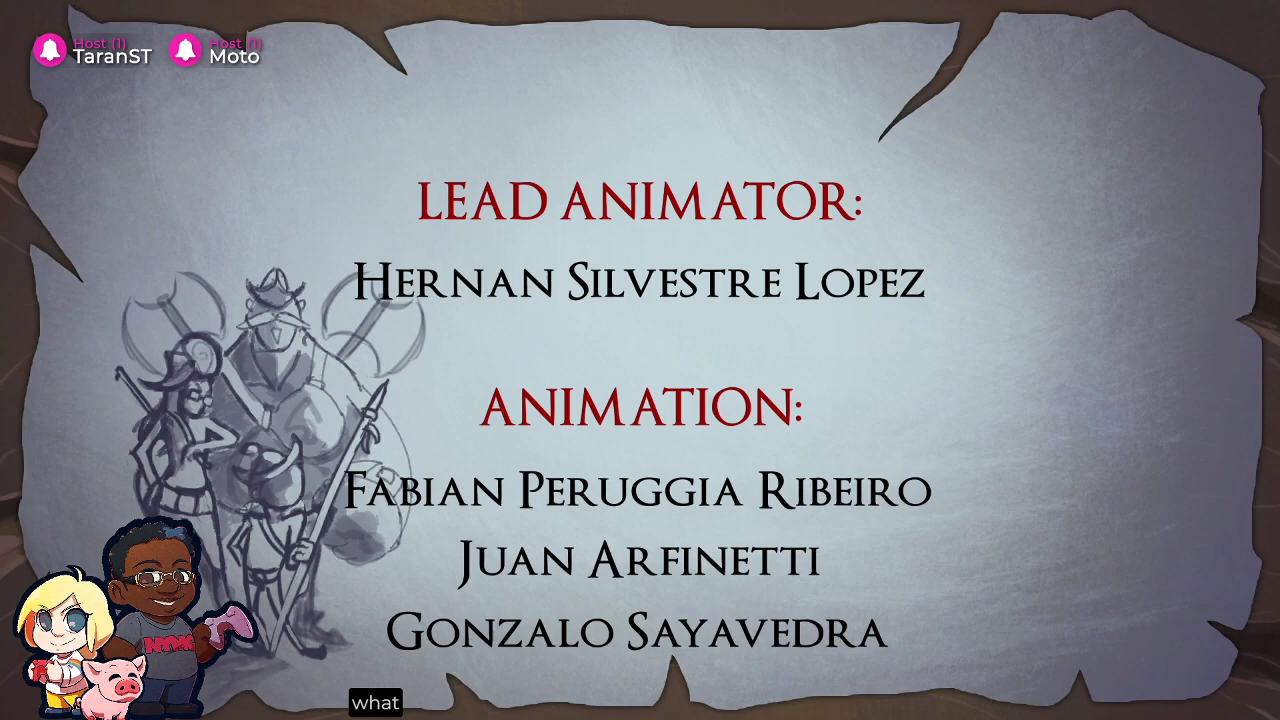 Host (1) Host (1)
TaranST Moto
LEAD ANIMATOR:
HERNAN SILVESTRE LOPEZ
ANIMATION:
FABIAN PERUGGIA RIBEIRO
JUAN ARFINETTI
GONZALO SAYAVEDRA
what